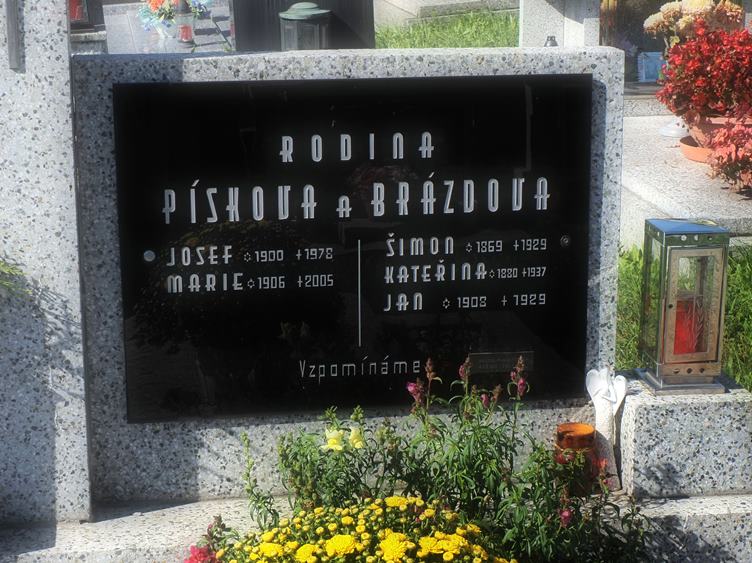 RODINA
PÍSKOVA A BRÁZDOVA
JOSEF ✡1900 ✝1978
MARIE ✡1906 ✝2005
ŠIMON ✡1869 ✝1929
KATEŘINA ✡1880 ✝1937
JAN ✡1908 ✝1929
Vzpomínáme